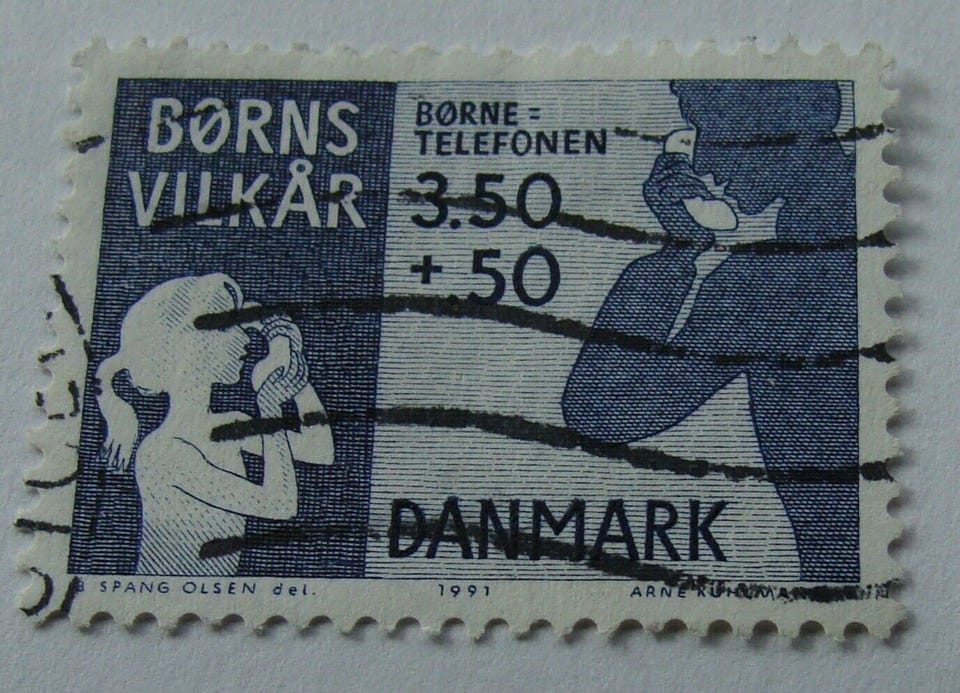 BØRNS
VILKÅR
BØRNE=
TELEFONEN
3.50
+.50
DANMARK
SPANG OLSEN del.
1991
ARNE